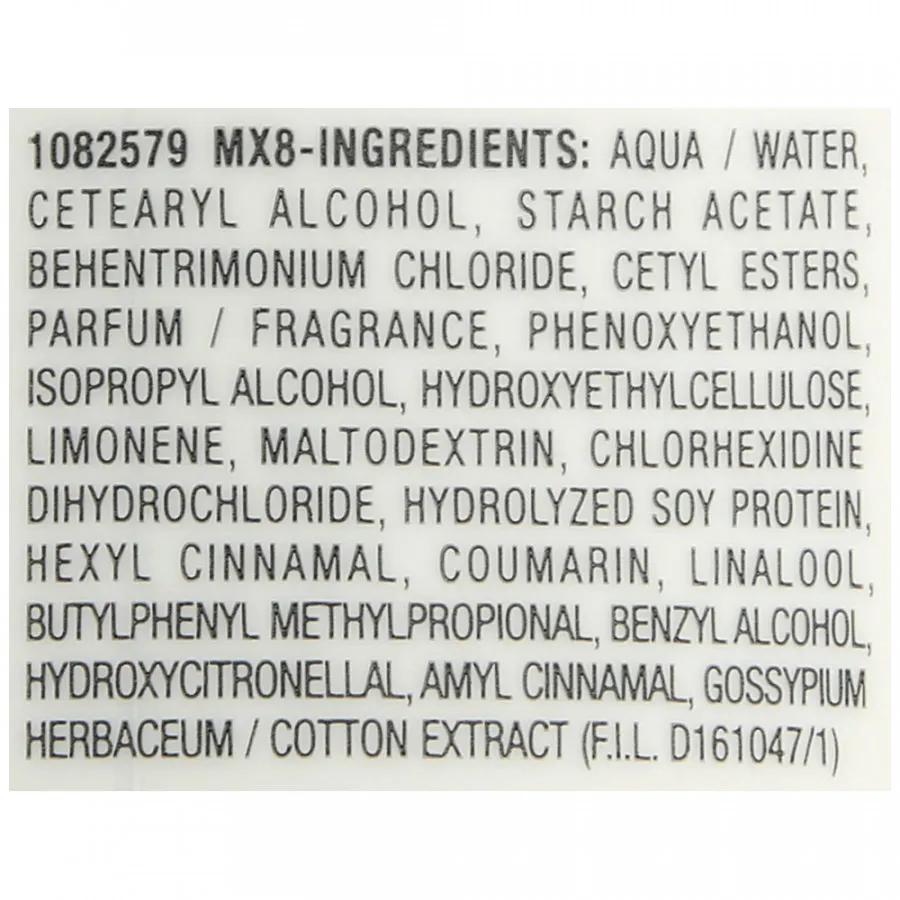 1082579 MX8-INGREDIENTS: AQUA / WATER,
CETEARYL ALCOHOL, STARCH ACETATE,
BEHENTRIMONIUM CHLORIDE, CETYL ESTERS,
PARFUM / FRAGRANCE, PHENOXYETHANOL,
ISOPROPYL ALCOHOL, HYDROXYETHYLCELLULOSE,
LIMONENE, MALTODEXTRIN, CHLORHEXIDINE
DIHYDROCHLORIDE, HYDROLYZED SOY PROTEIN,
HEXYL CINNAMAL, COUMARIN, LINALOOL,
BUTYLPHENYL METHYLPROPIONAL, BENZYL ALCOHOL,
HYDROXYCITRONELLAL, AMYL CINNAMAL, GOSSYPIUM
HERBACEUM / COTTON EXTRACT (F.I.L. D161047/1)